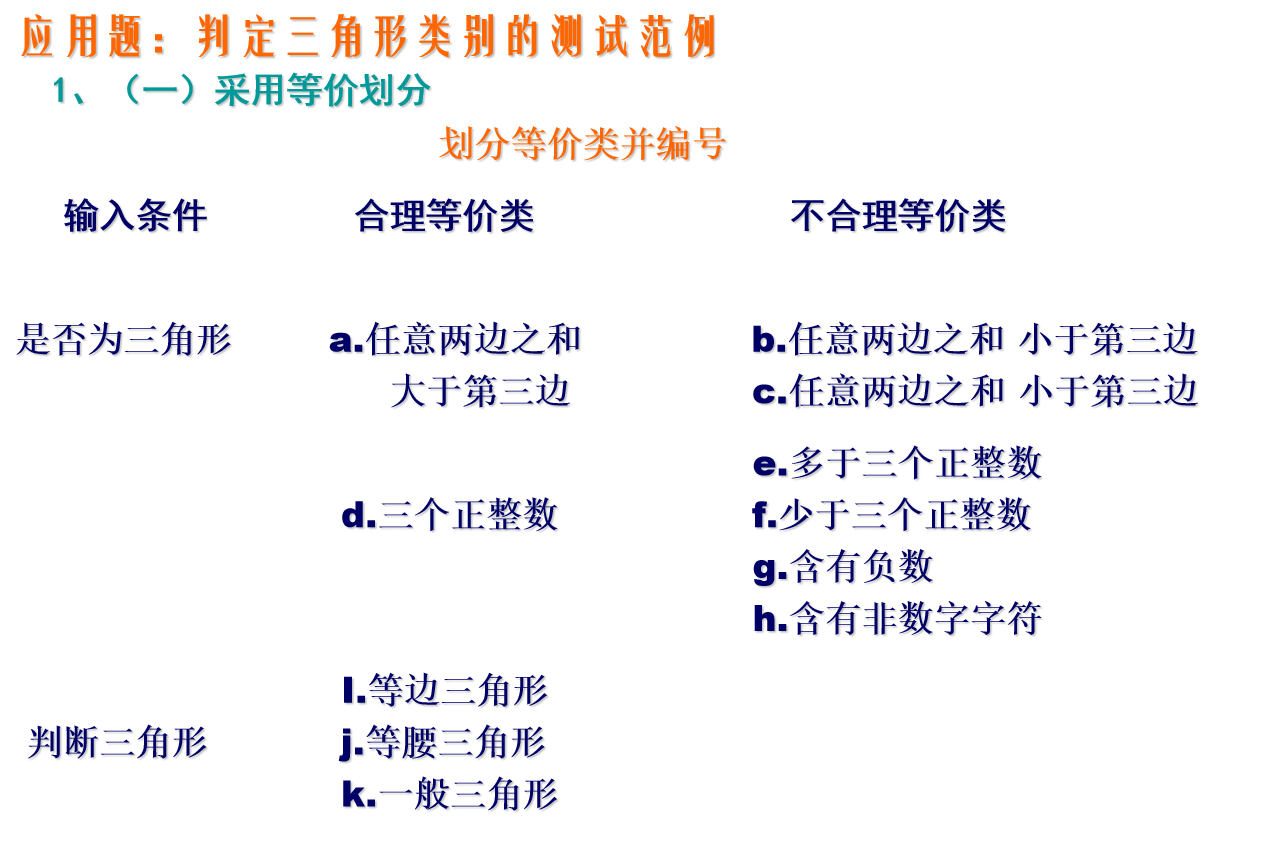 应用题：判定三角形类别的测试范例
1、（一）采用等价划分
划分等价类并编号
输入条件 合理等价类 不合理等价类
是否为三角形 a.任意两边之和 b.任意两边之和 小于第三边
大于第三边 c.任意两边之和 小于第三边
e.多于三个正整数
d.三个正整数 f.少于三个正整数
g.含有负数
h.含有非数字字符
I.等边三角形
判断三角形 j.等腰三角形
k.一般三角形